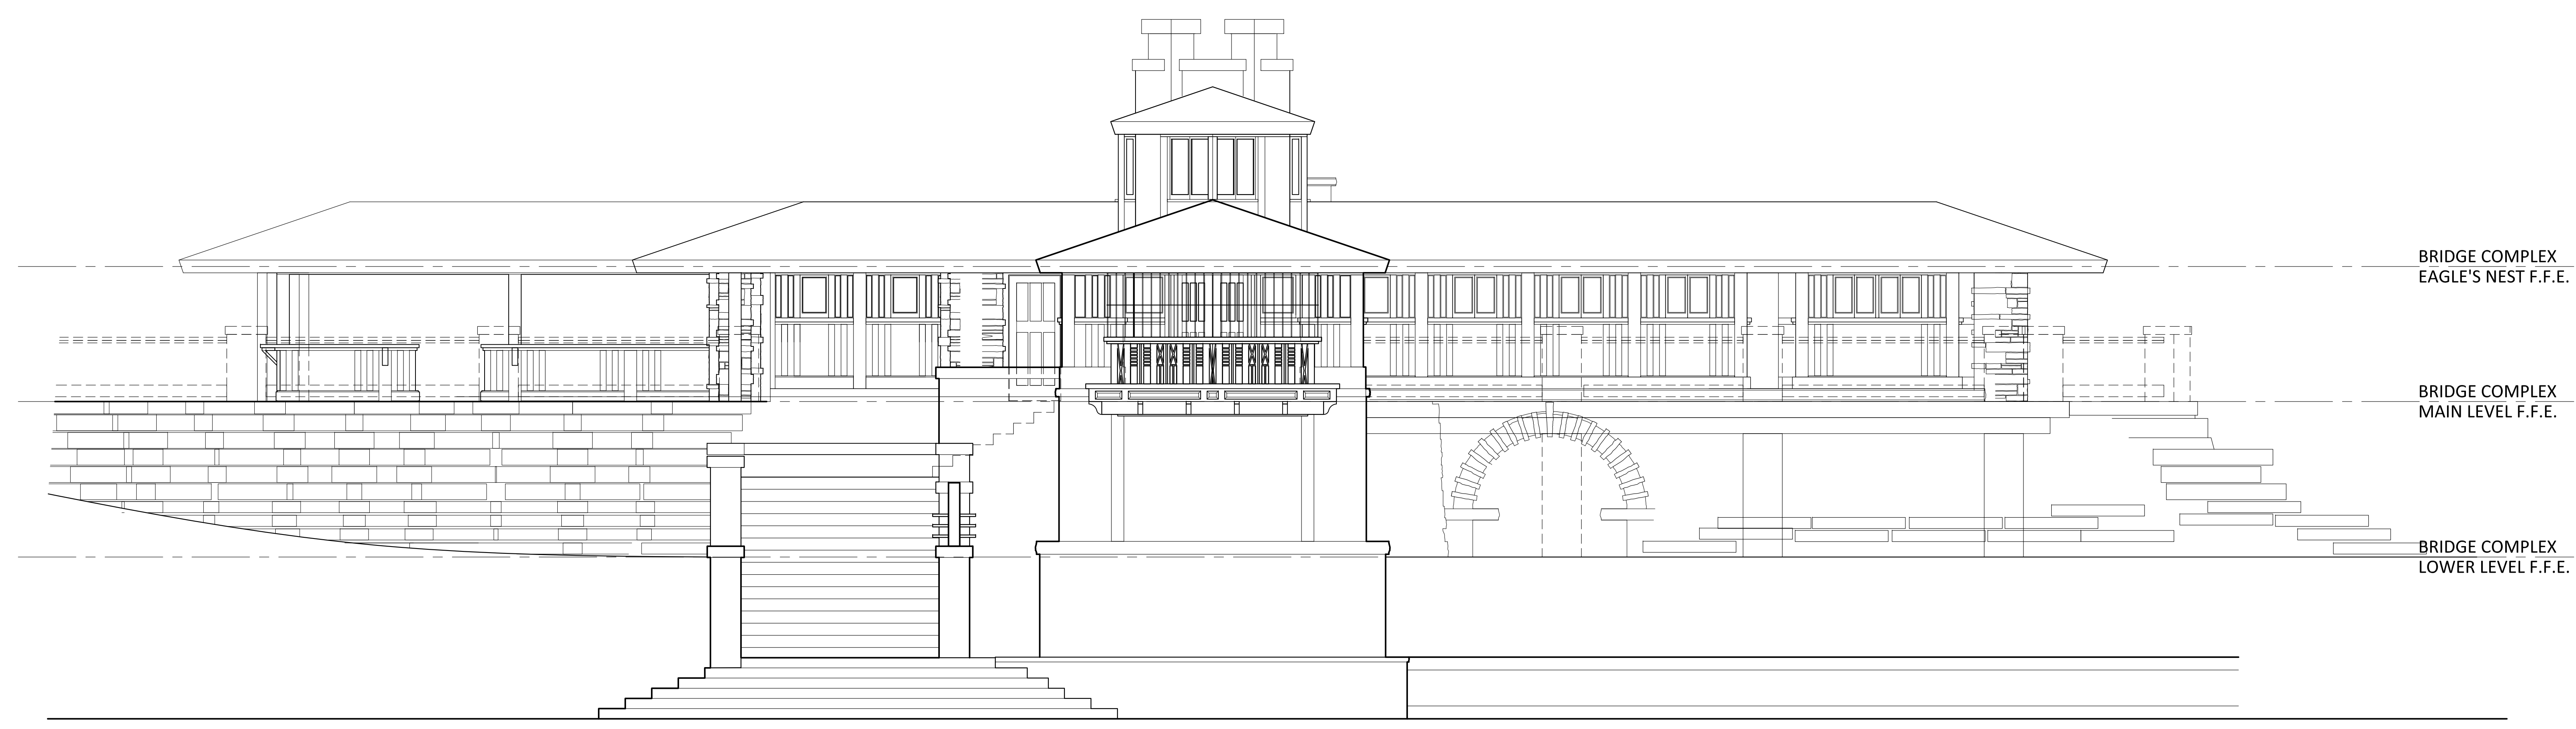 BRIDGE COMPLEX
EAGLE'S NEST F.F.E.
BRIDGE COMPLEX
MAIN LEVEL F.F.E.
BRIDGE COMPLEX
LOWER LEVEL F.F.E.